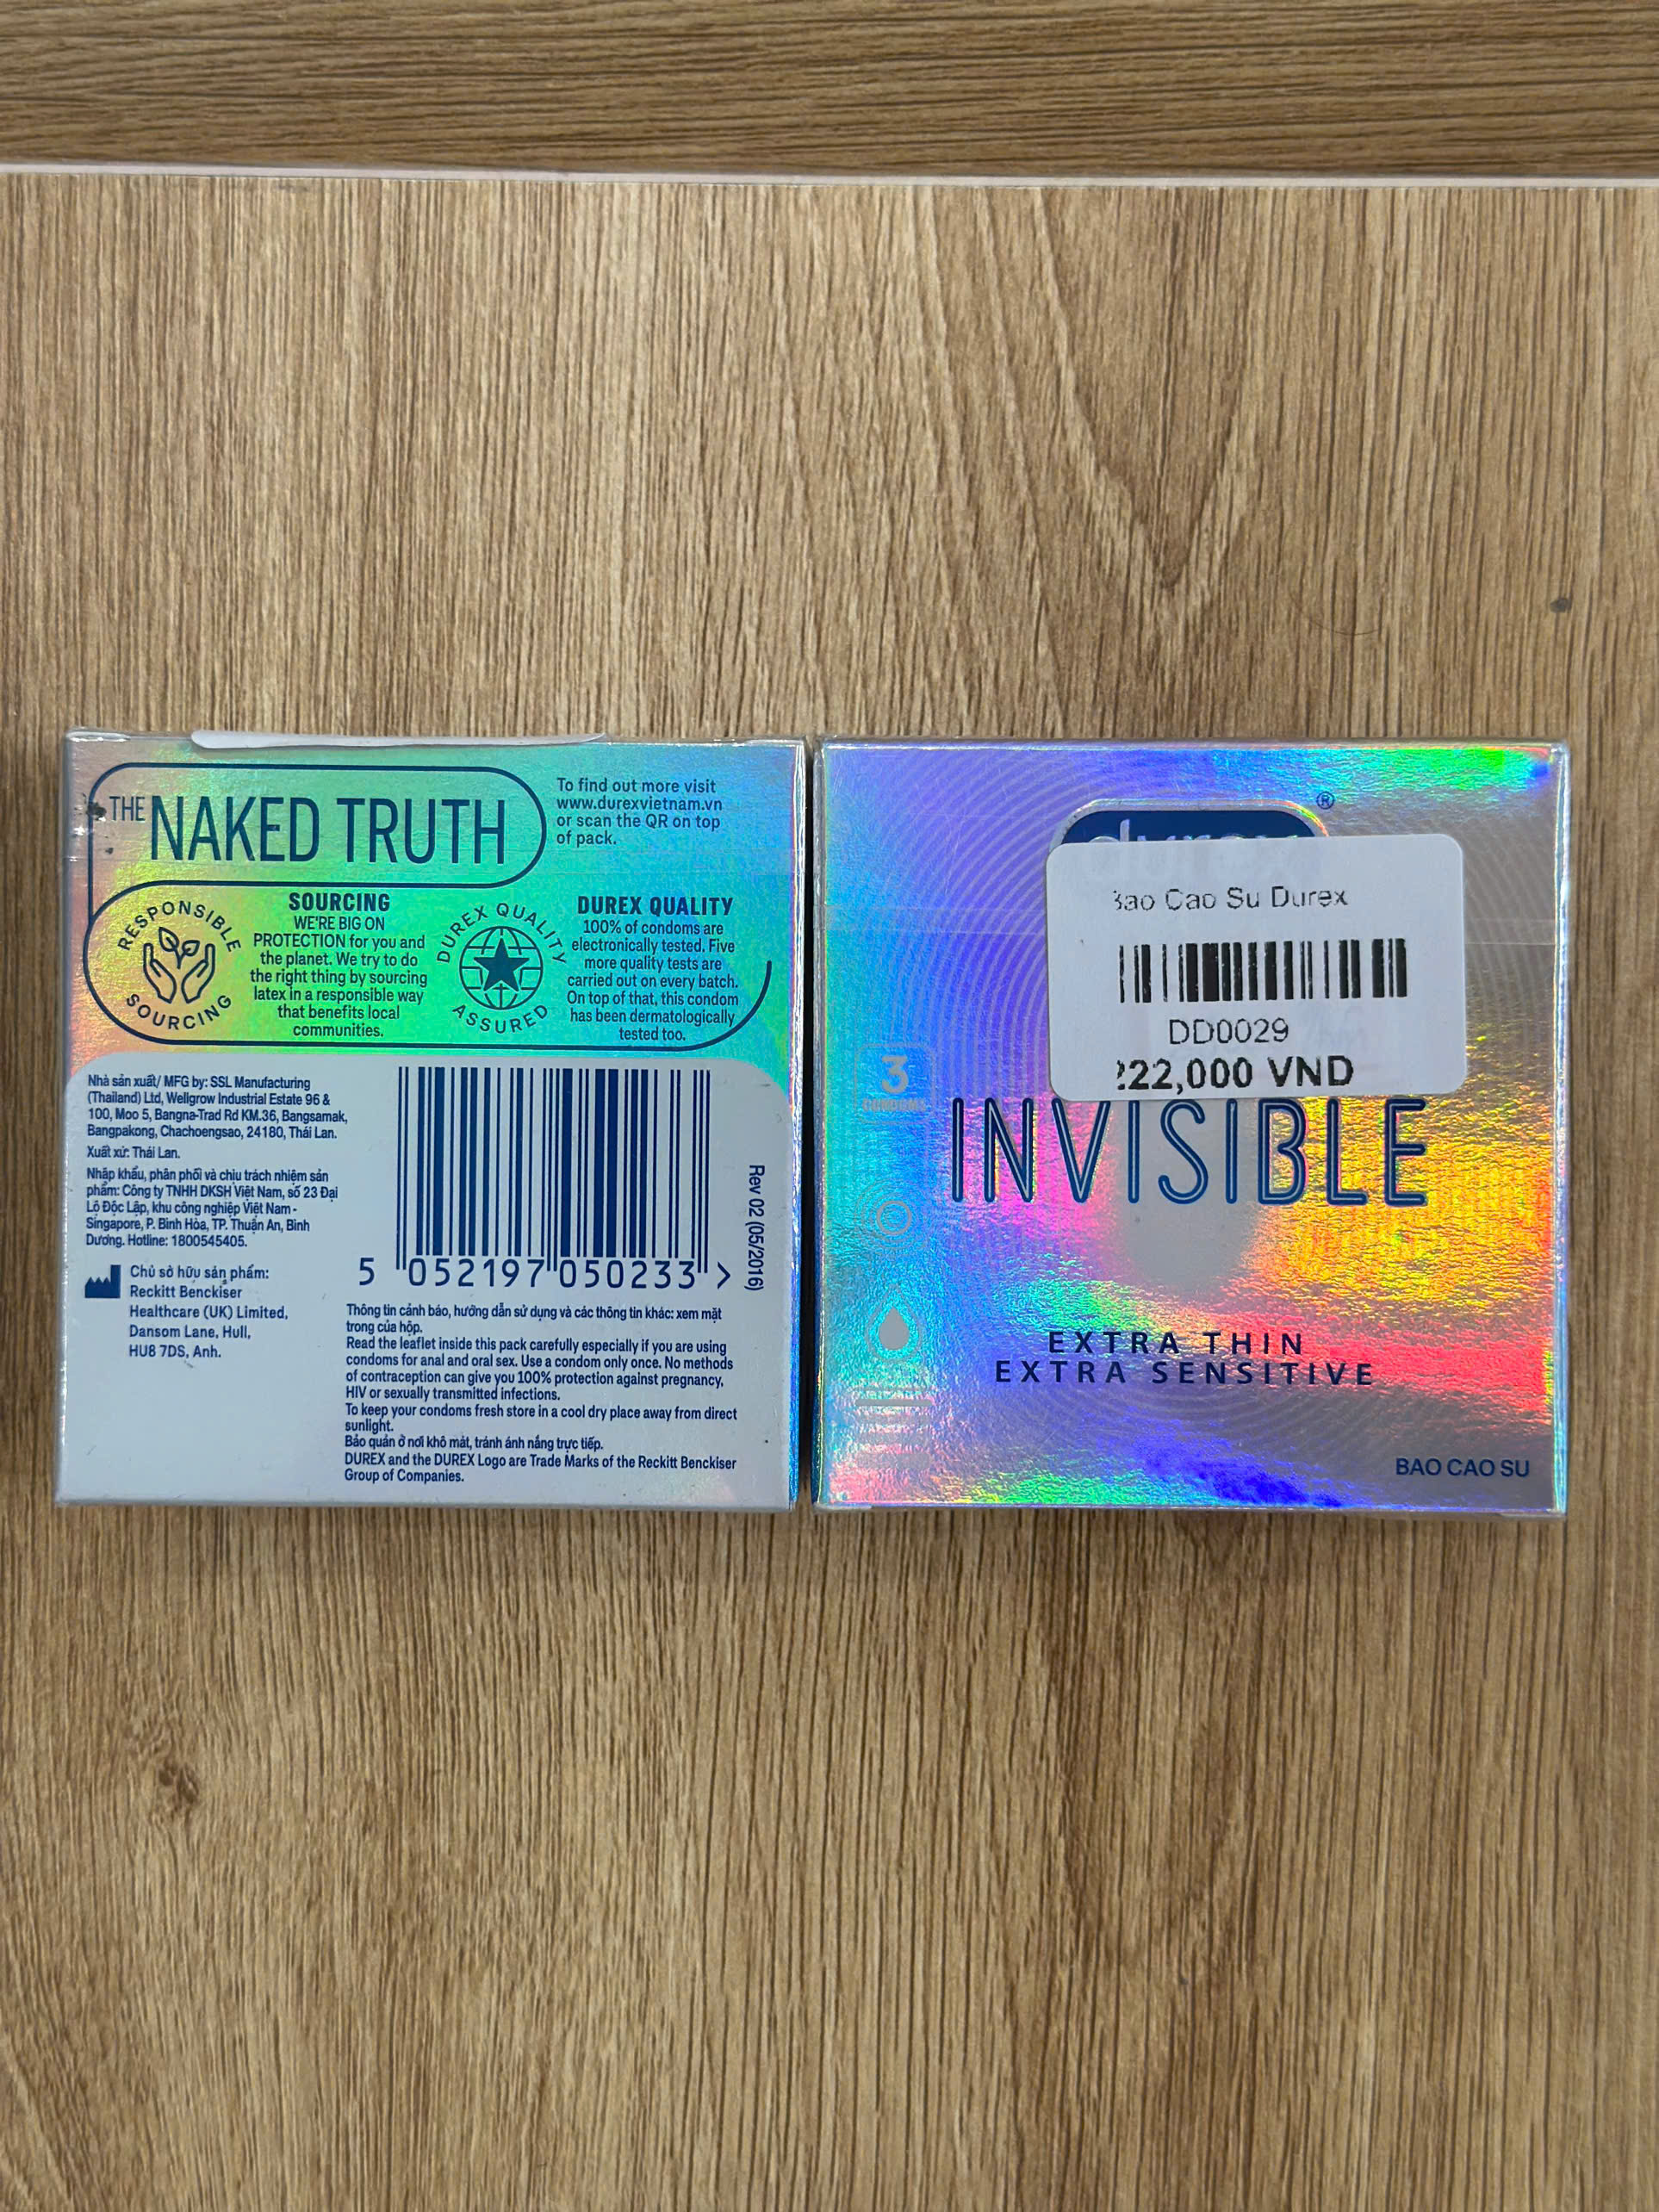 THE NAKED TRUTH
To find out more visit
www.durexvietnam.vn
or scan the QR on top
of pack.
RESPONSIBLE
SOURCING
SOURCING
WE'RE BIG ON
PROTECTION for you and
the planet. We try to do
the right thing by sourcing
latex in a responsible way
that benefits local
communities.
DUREX QUALITY
ASSURED
DUREX QUALITY
100% of condoms are
electronically tested. Five
more quality tests are
carried out on every batch.
On top of that, this condom
has been dermatologically
tested too.
Nhà sản xuất/ MFG by: SSL Manufacturing
(Thailand) Ltd, Wellgrow Industrial Estate 96 &
100, Moo 5, Bangna-Trad Rd KM.36, Bangsamak,
Bangpakong, Chachoengsao, 24180, Thái Lan.
Xuất xứ: Thái Lan.
Nhập khẩu, phân phối và chịu trách nhiệm sản
phẩm: Công ty TNHH DKSH Việt Nam, số 23 Đại
Lộ Độc Lập, khu công nghiệp Việt Nam -
Singapore, P. Bình Hòa, TP. Thuận An, Bình
Dương. Hotline: 1800545405.
Chủ sở hữu sản phẩm:
Reckitt Benckiser
Healthcare (UK) Limited,
Dansom Lane, Hull,
HU8 7DS, Anh.
5 052197 050233 >
Rev 02 (05/2016)
Thông tin cảnh báo, hướng dẫn sử dụng và các thông tin khác: xem mặt
trong của hộp.
Read the leaflet inside this pack carefully especially if you are using
condoms for anal and oral sex. Use a condom only once. No methods
of contraception can give you 100% protection against pregnancy,
HIV or sexually transmitted infections.
To keep your condoms fresh store in a cool dry place away from direct
sunlight.
Bảo quản ở nơi khô mát, tránh ánh nắng trực tiếp.
DUREX and the DUREX Logo are Trade Marks of the Reckitt Benckiser
Group of Companies.
durex ®
Bao Cao Su Durex
DD0029
222,000 VND
3
CONDOMS
INVISIBLE
EXTRA THIN
EXTRA SENSITIVE
BAO CAO SU